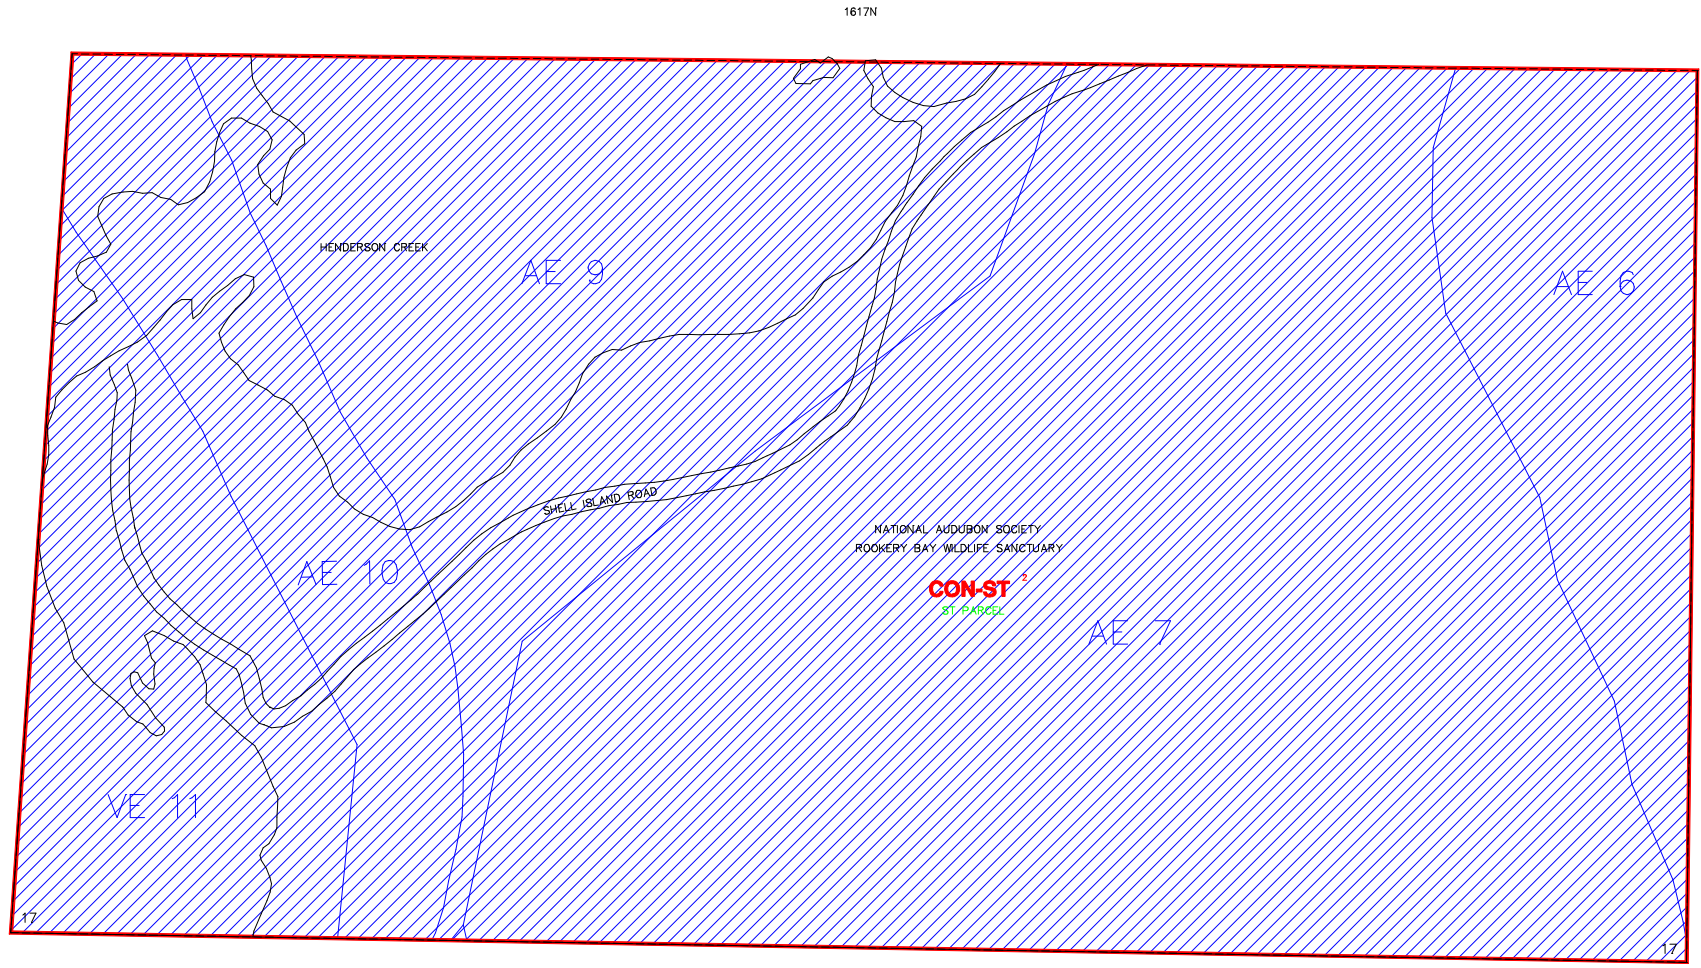 1617N
HENDERSON CREEK
AE 9
AE 6
SHELL ISLAND ROAD
NATIONAL AUDUBON SOCIETY
ROOKERY BAY WILDLIFE SANCTUARY
AE 10
CON-ST 2
ST PARCEL
AE 7
VE 11
17
17